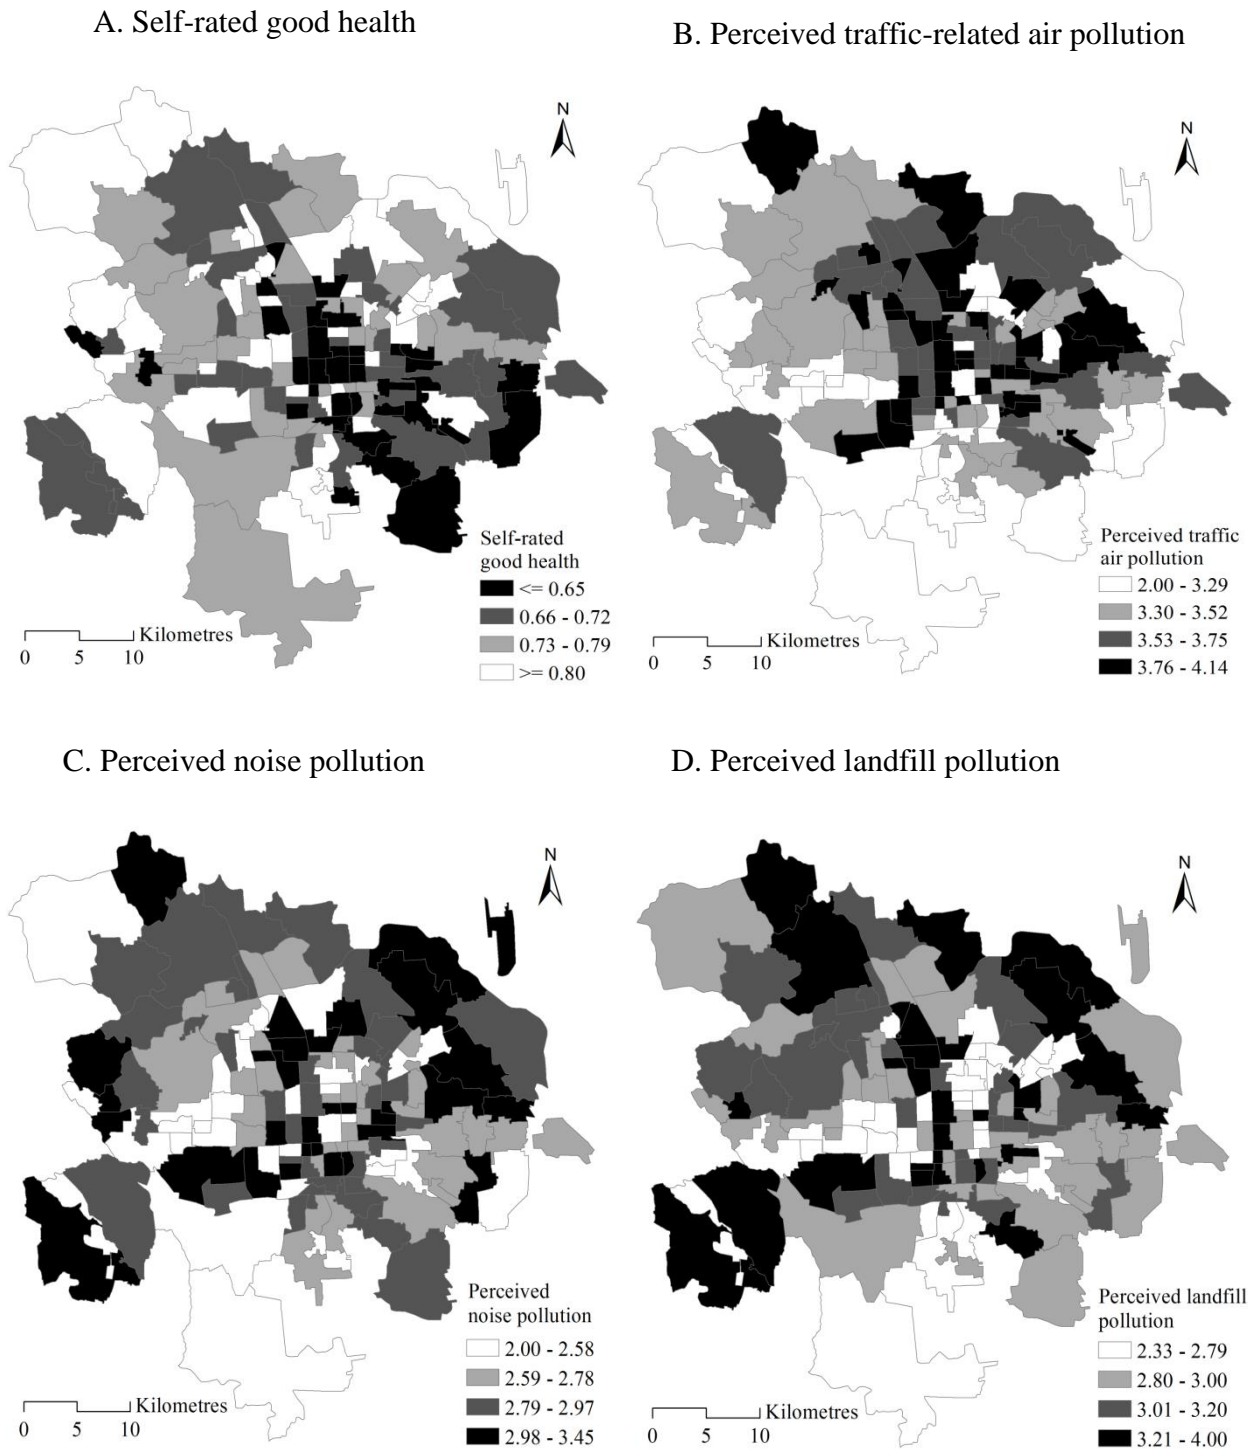 A. Self-rated good health
B. Perceived traffic-related air pollution
N
N
Self-rated
good health
<= 0.65
0.66 - 0.72
0.73 - 0.79
>= 0.80
Kilometres
0 5 10
Perceived traffic
air pollution
2.00 - 3.29
3.30 - 3.52
3.53 - 3.75
3.76 - 4.14
Kilometres
0 5 10
C. Perceived noise pollution
D. Perceived landfill pollution
N
N
Perceived
noise pollution
2.00 - 2.58
2.59 - 2.78
2.79 - 2.97
2.98 - 3.45
Kilometres
0 5 10
Perceived landfill
pollution
2.33 - 2.79
2.80 - 3.00
3.01 - 3.20
3.21 - 4.00
Kilometres
0 5 10